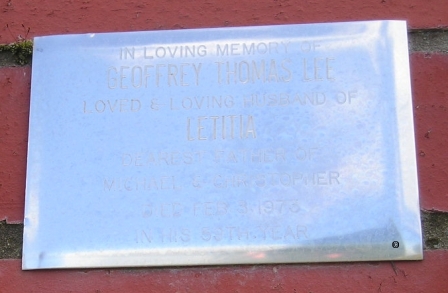 IN LOVING MEMORY OF
GEOFFREY THOMAS LEE
LOVED & LOVING HUSBAND OF
LETITIA
DEAREST FATHER OF
MICHAEL & CHRISTOPHER
1973
IN HIS YEAR